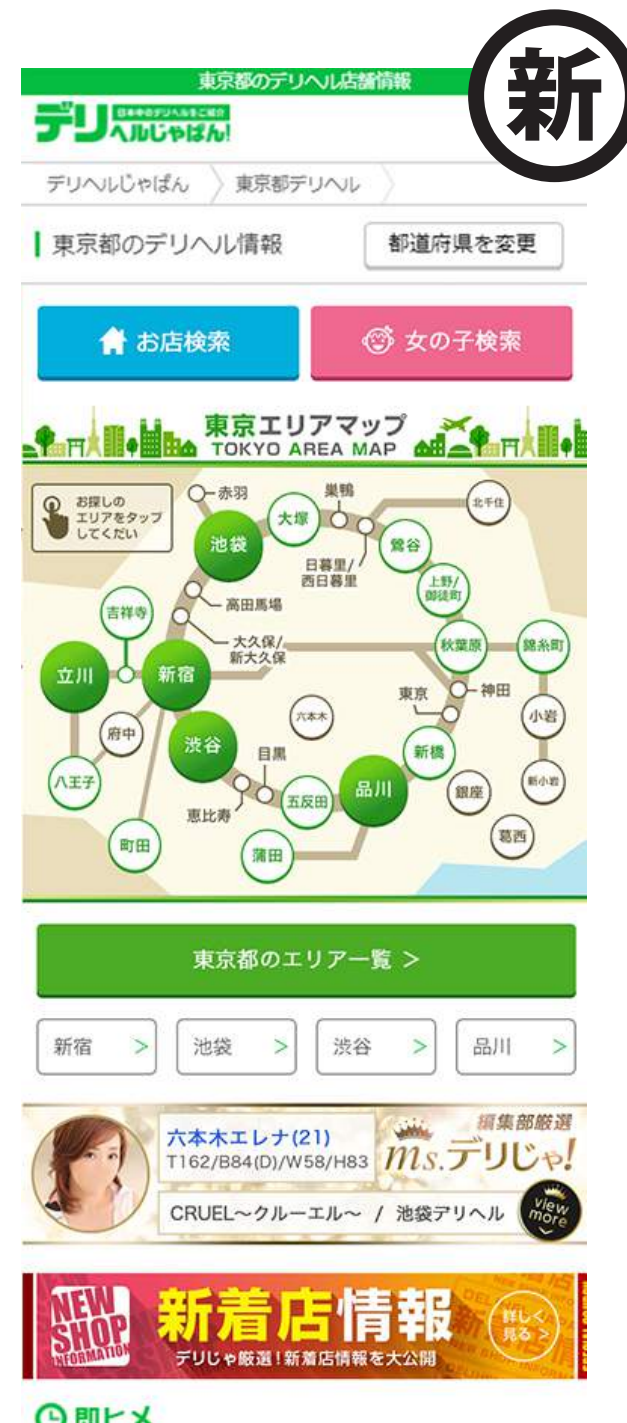 新
東京都のデリヘル店舗情報
デリヘルじゃぱん!
日本中のデリヘルをご紹介
デリヘルじゃぱん 東京都デリヘル
東京都のデリヘル情報 都道府県を変更
お店検索 女の子検索
東京エリアマップ
TOKYO AREA MAP
お探しの
エリアをタップ
してくだい
赤羽
巣鴨
北千住
大塚
池袋
鶯谷
日暮里/
西日暮里
上野/
御徒町
吉祥寺
高田馬場
大久保/
新大久保
秋葉原
錦糸町
立川
新宿
東京
神田
六本木
小岩
府中
渋谷
目黒
新橋
八王子
恵比寿
五反田
品川
銀座
新小岩
町田
蒲田
葛西
東京都のエリア一覧 >
新宿 > 池袋 > 渋谷 > 品川 >
六本木エレナ(21)
T162/B84(D)/W58/H83
編集部厳選
ms.デリじゃ!
CRUEL～クルーエル～ / 池袋デリヘル
view
more
NEW
SHOP
INFORMATION
新着店情報
デリじゃ厳選!新着店情報を大公開
詳しく
見る >
即ヒメ